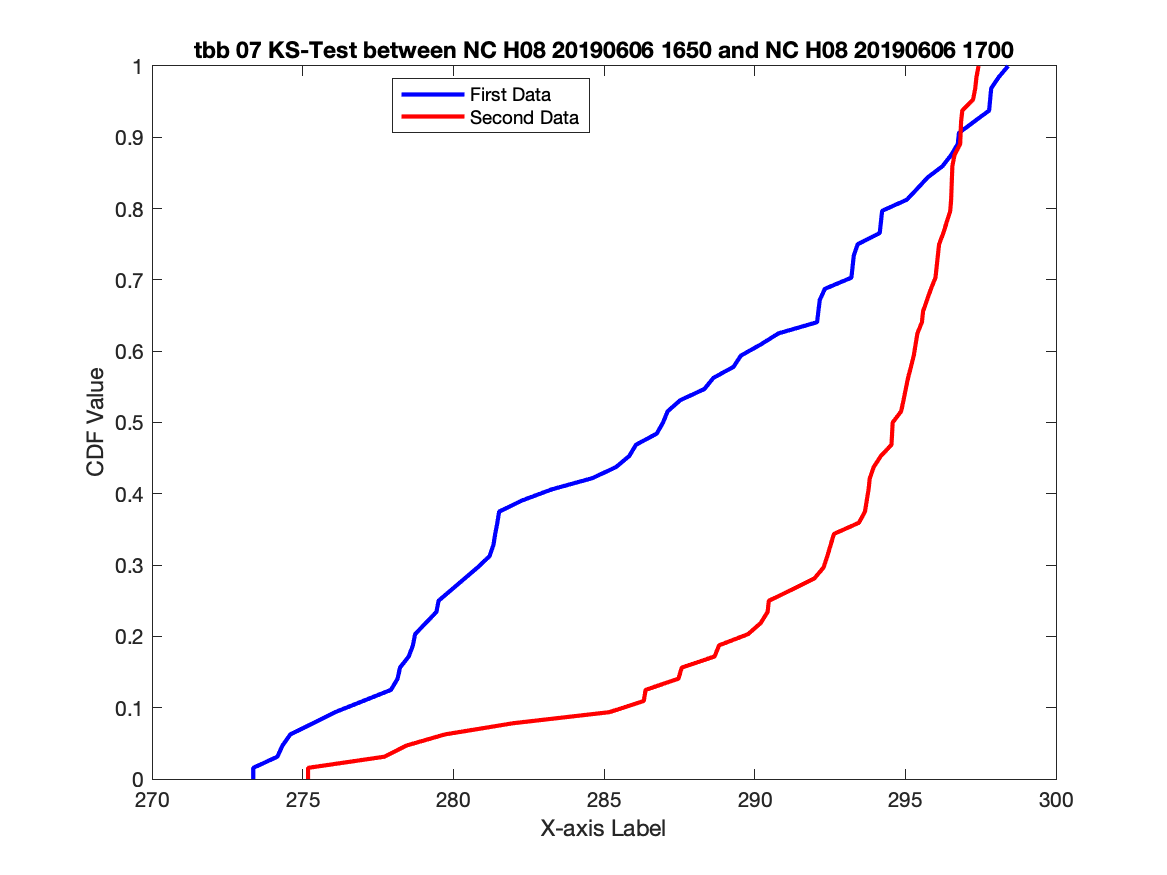 tbb 07 KS-Test between NC H08 20190606 1650 and NC H08 20190606 1700
First Data
Second Data
1
0.9
0.8
0.7
0.6
0.5
0.4
0.3
0.2
0.1
0
CDF Value
270 275 280 285 290 295 300
X-axis Label